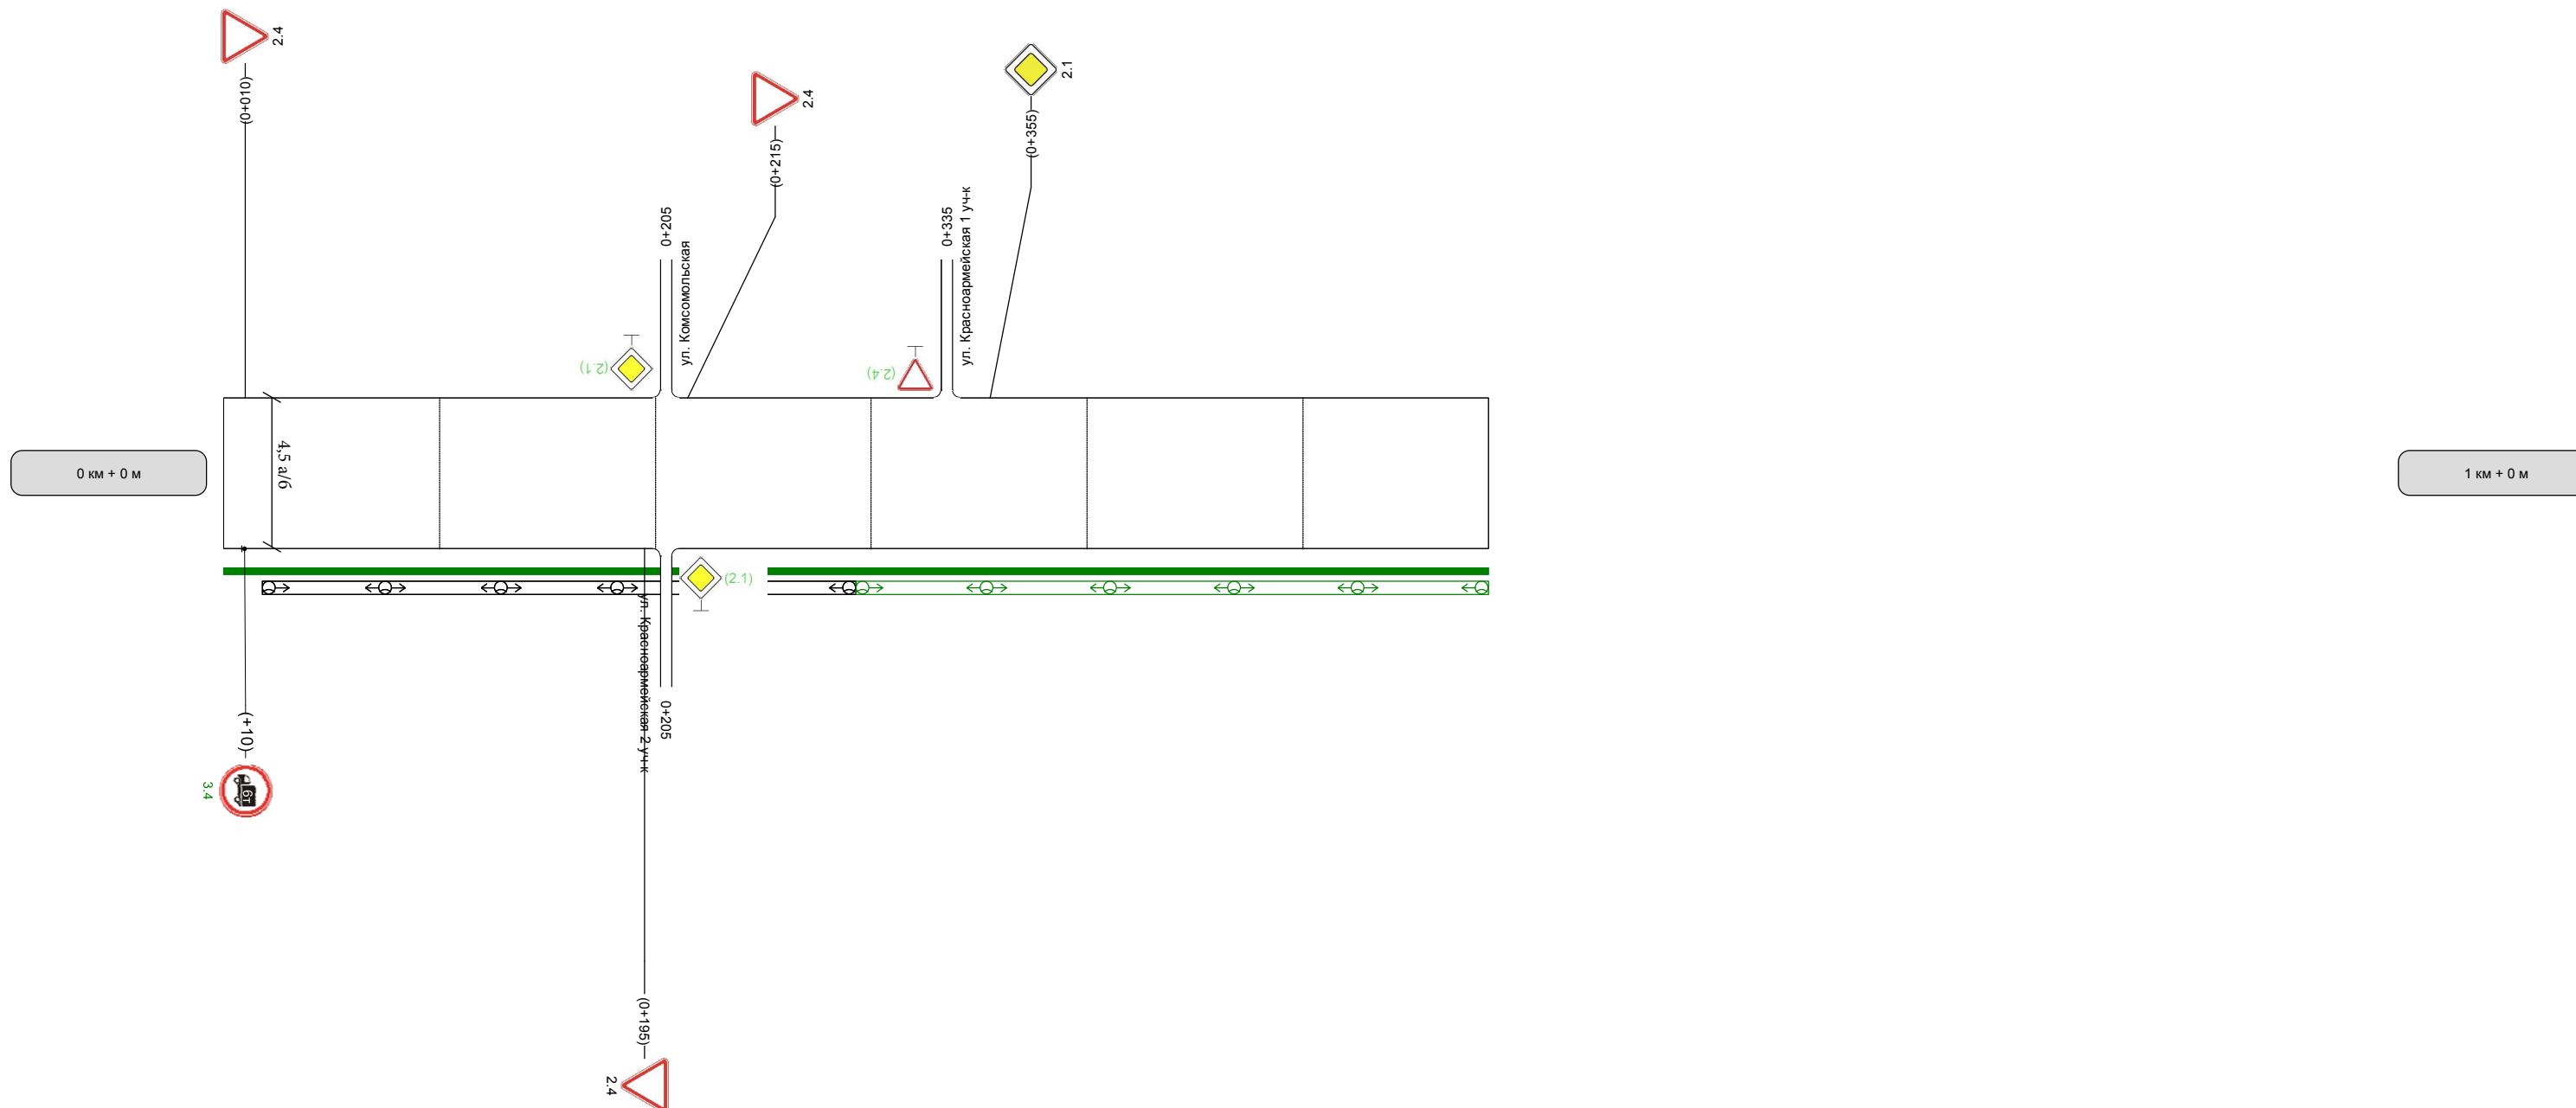 2.4
(0+010)
2.4
(0+215)
2.1
(0+355)
0+205
ул. Комсомольская
0+335
ул. Красноармейская 1 уч-к
(2.1)
(2.4)
4,5 а/б
0 км + 0 м
1 км + 0 м
(2.1)
ул. Красноармейская 2 уч-к
0+205
(+10)
3.4
6т
(0+195)
2.4